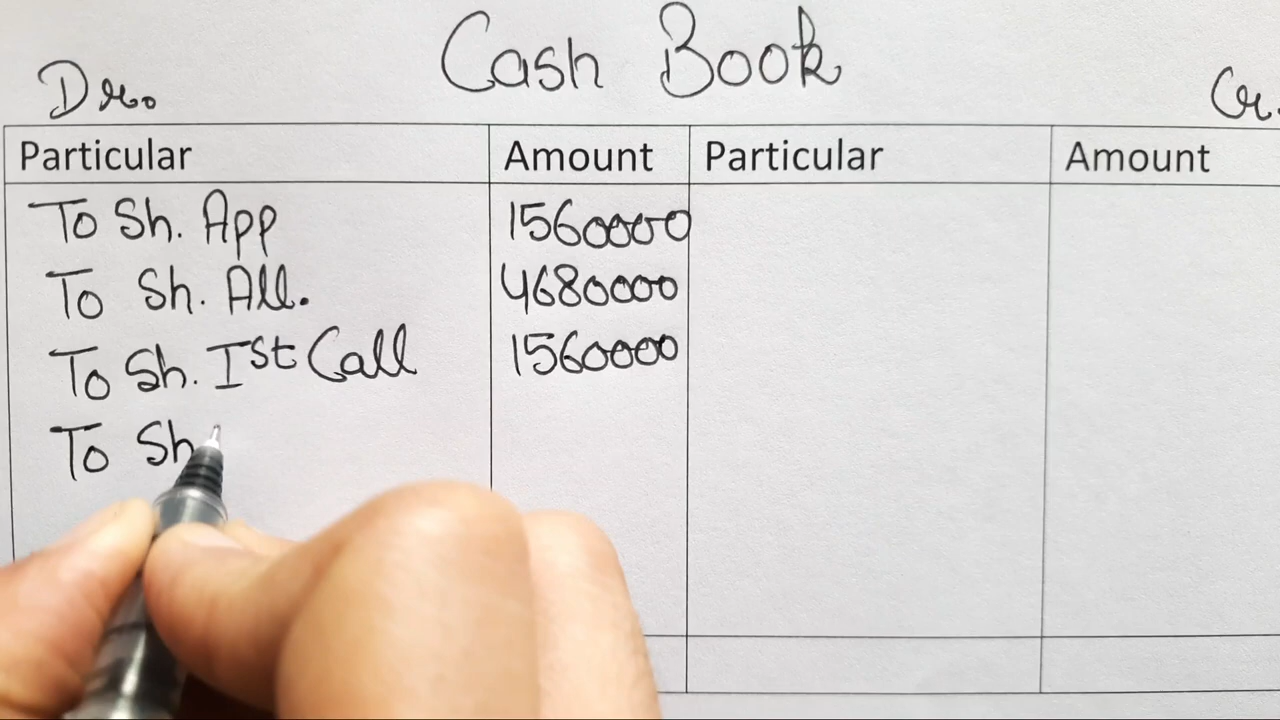 Cash Book
Dr. Cr.
Particular Amount Particular Amount
To Sh. App 1560000
To Sh. All. 4680000
To Sh. Ist Call 1560000
To Sh